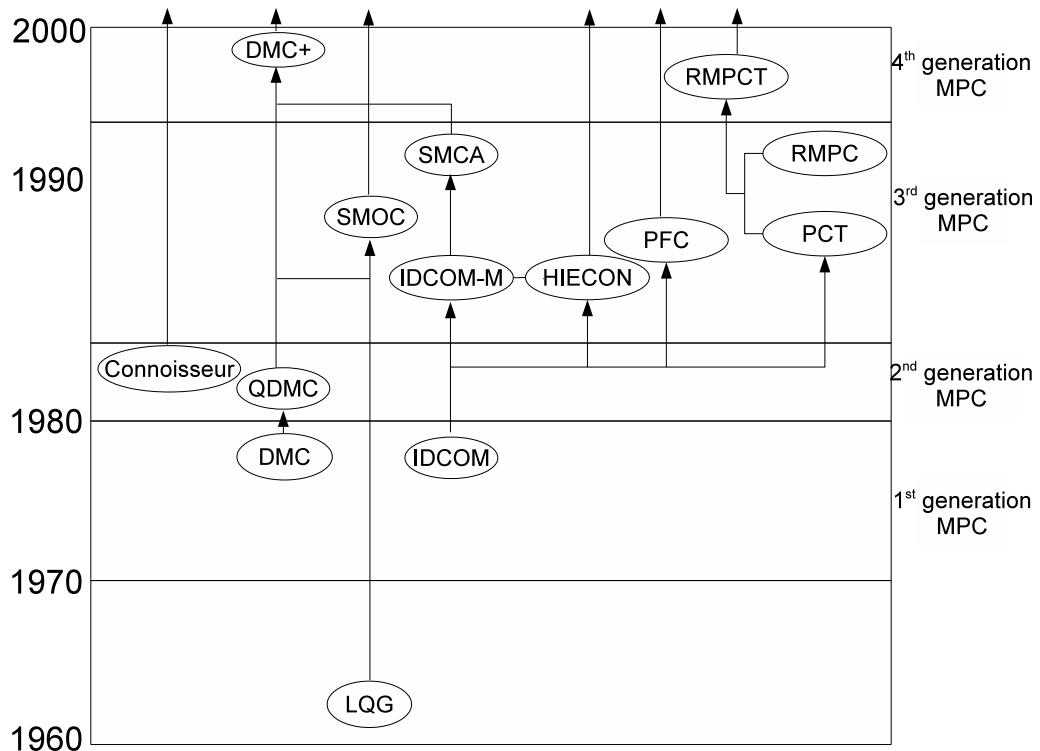 2000
DMC+
4th generation
MPC
RMPCT
SMCA
RMPC
1990
3rd generation
MPC
SMOC
PFC
PCT
IDCOM-M
HIECON
Connoisseur
2nd generation
MPC
QDMC
1980
DMC
IDCOM
1st generation
MPC
1970
LQG
1960